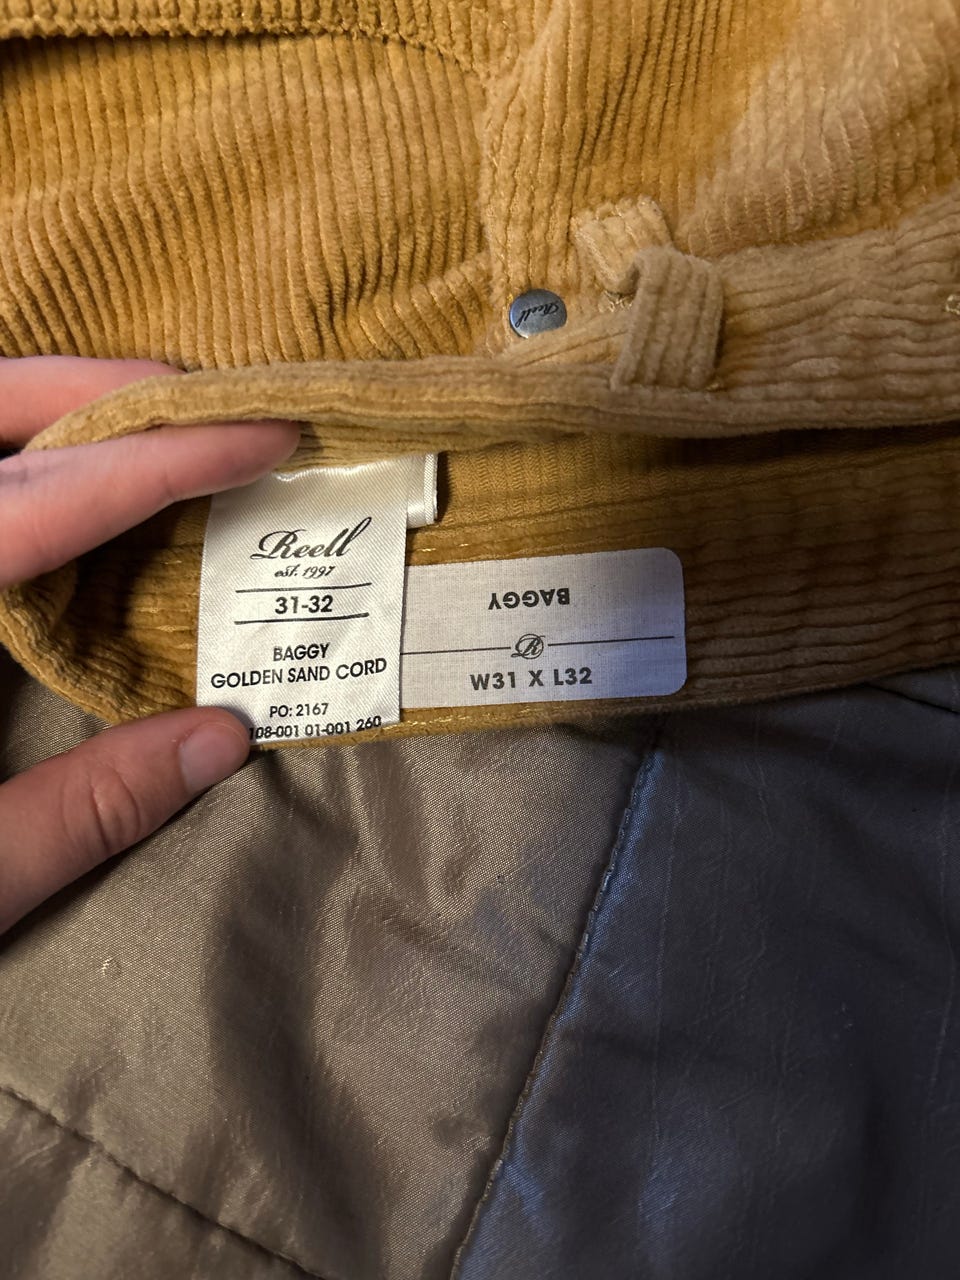 Reell
Reell
est. 1997
31-32
BAGGY
GOLDEN SAND CORD
PO: 2167
108-001 01-001 260
BAGGY
R
W31 X L32